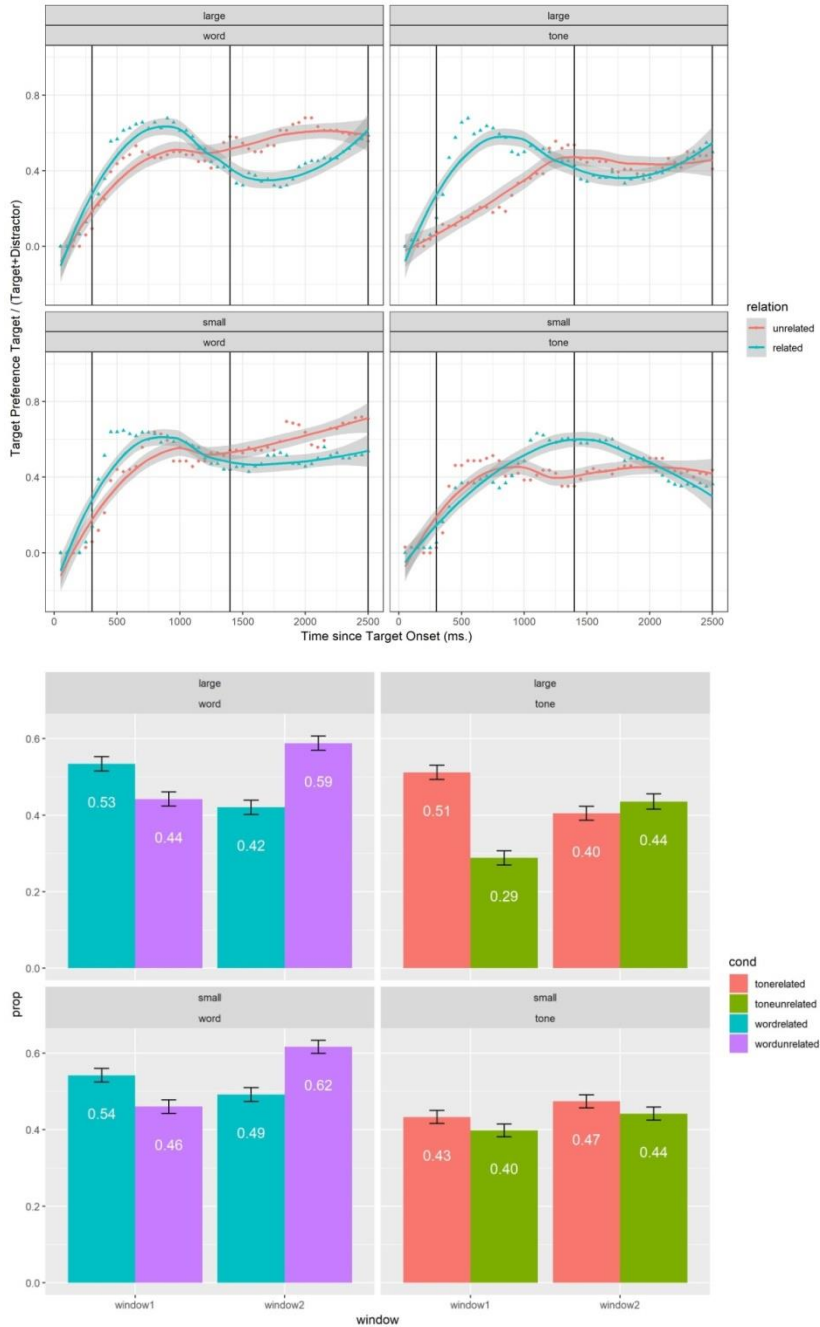 large
large
word
tone
0.8
0.4
0.0
small
small
word
tone
0.8
0.4
0.0
0 500 1000 1500 2000 2500
0 500 1000 1500 2000 2500
Time since Target Onset (ms.)
Target Preference Target / (Target+Distractor)
relation
unrelated
related
large
large
word
tone
0.6
0.4
0.2
0.0
0.53
0.44
0.42
0.59
0.51
0.29
0.40
0.44
small
small
word
tone
0.6
0.4
0.2
0.0
0.54
0.46
0.49
0.62
0.43
0.40
0.47
0.44
window1 window2
window1 window2
window
prop
cond
tonerelated
toneunrelated
wordrelated
wordunrelated